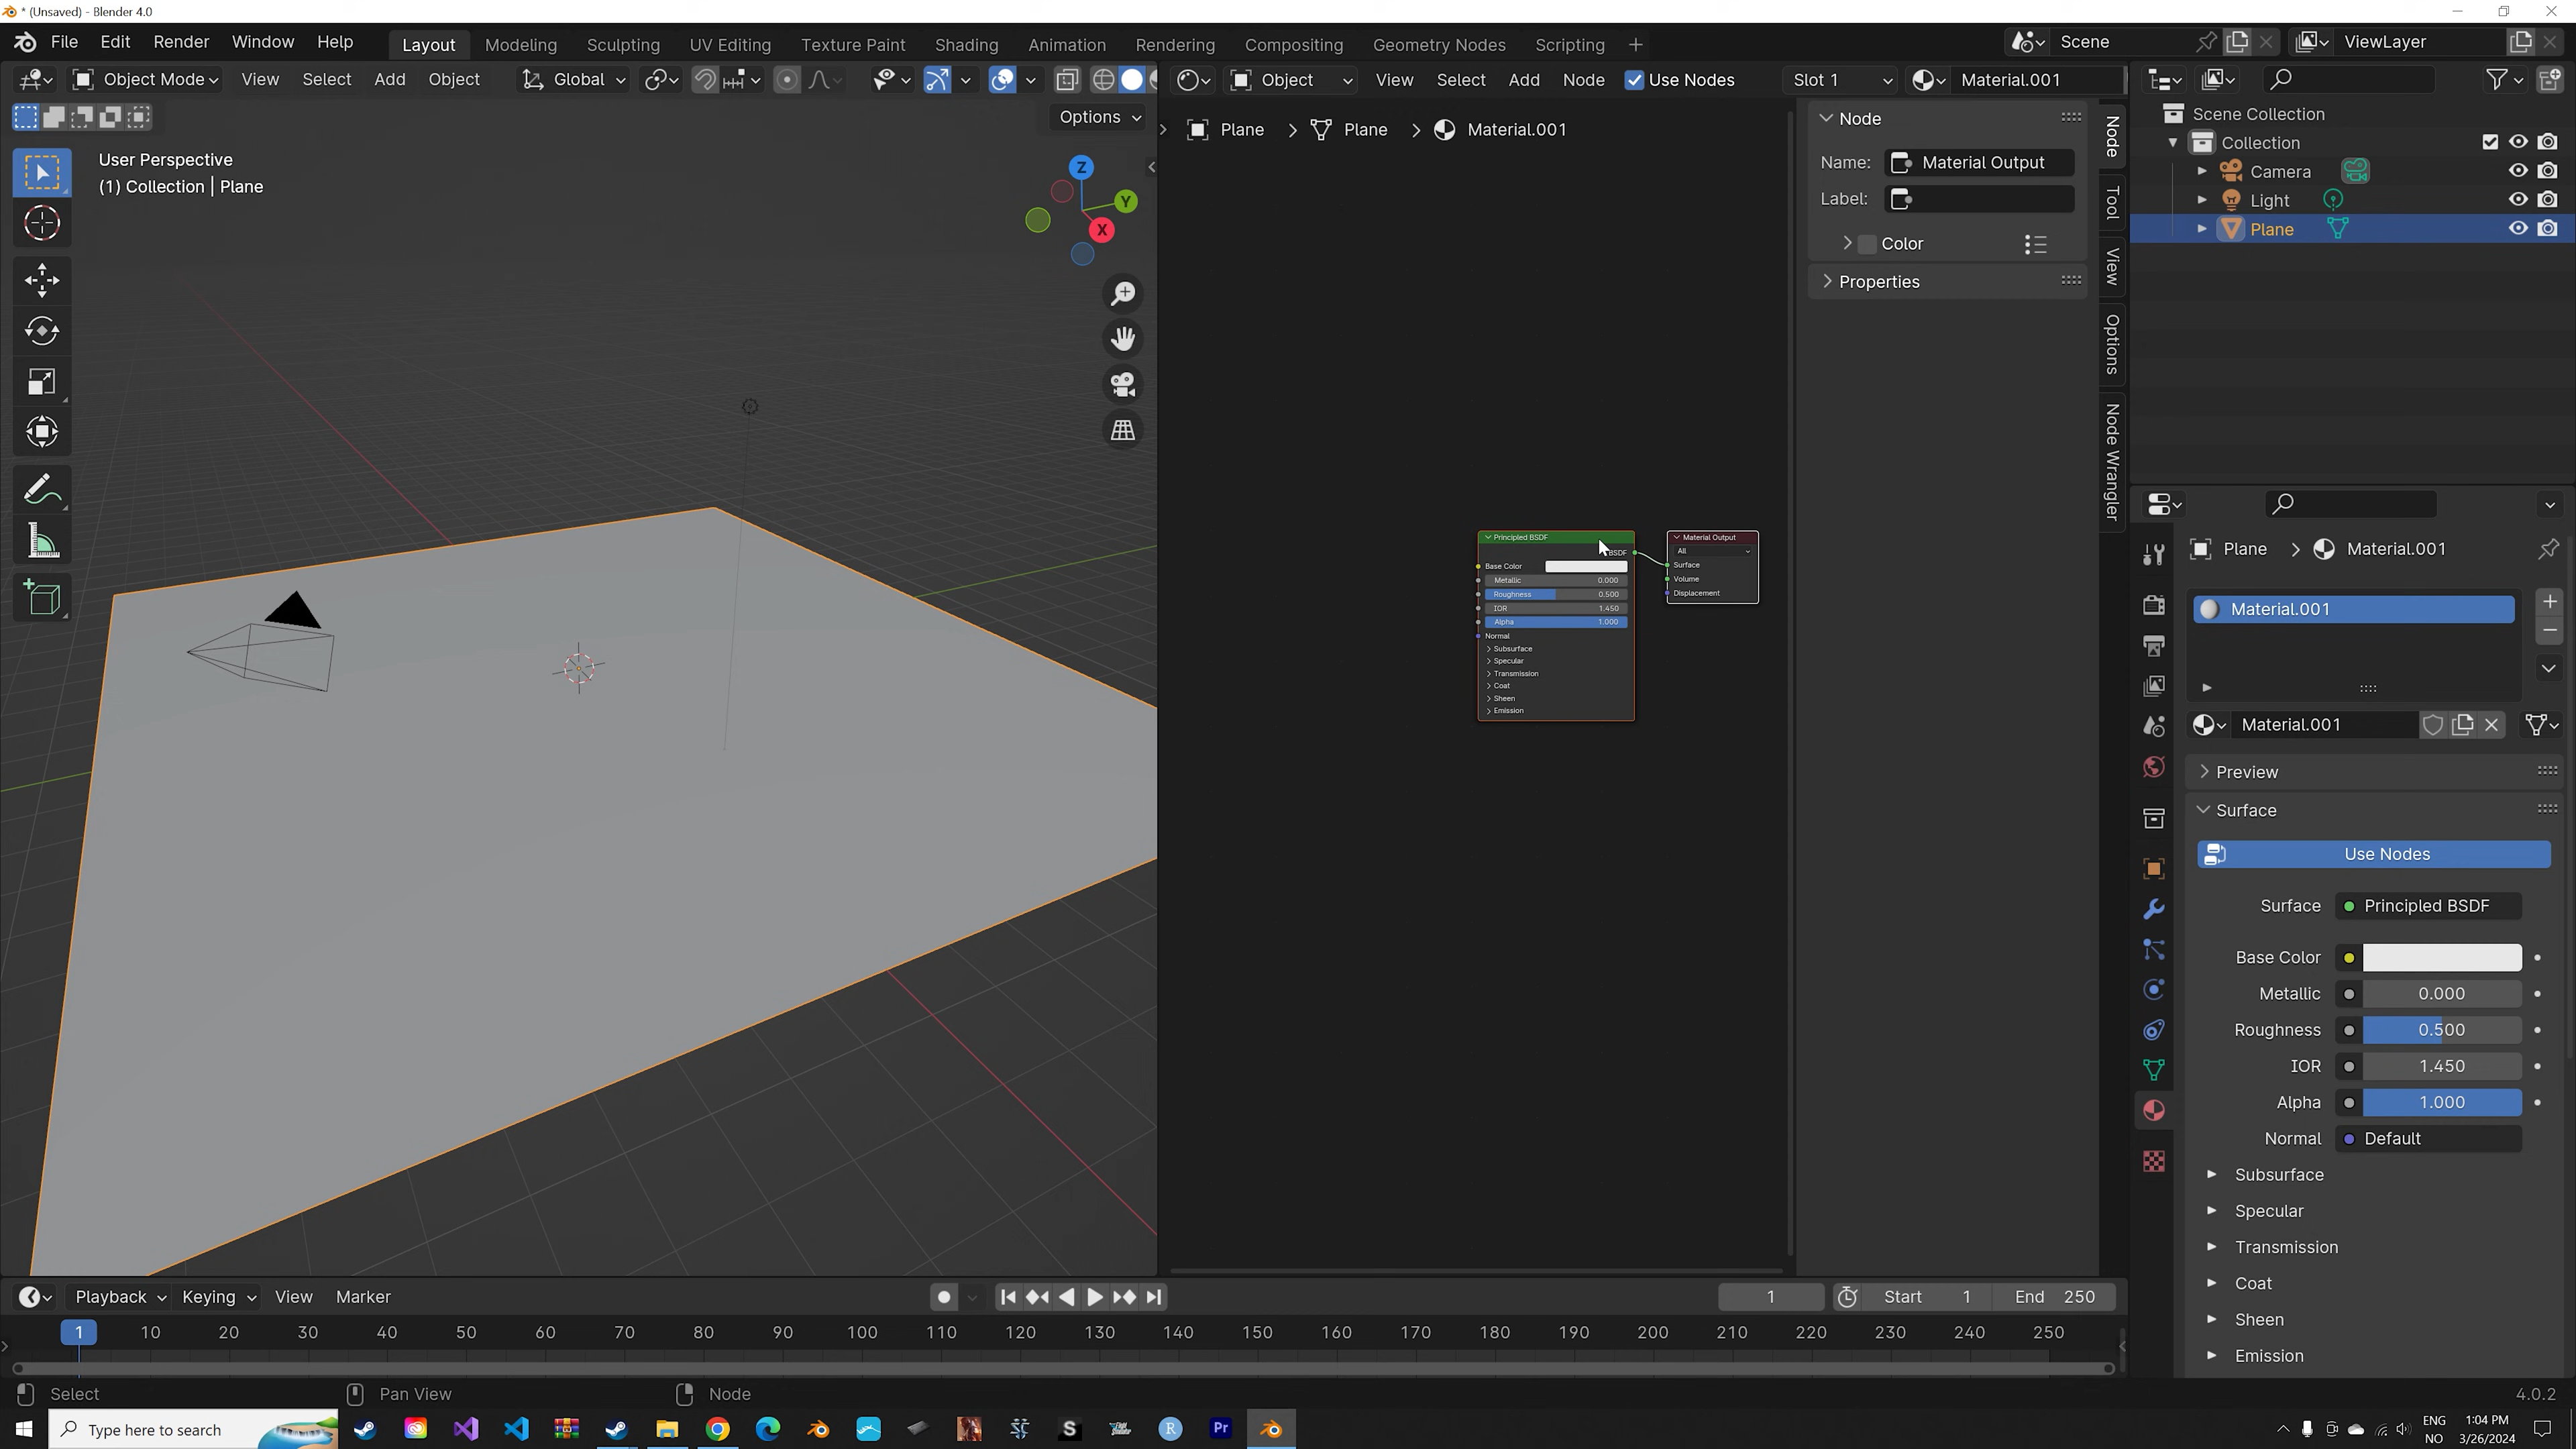 * (Unsaved) - Blender 4.0
File Edit Render Window Help Layout Modeling Sculpting UV Editing Texture Paint Shading Animation Rendering Compositing Geometry Nodes Scripting + Scene ViewLayer
Object Mode View Select Add Object Global
Options
User Perspective
(1) Collection | Plane
Z
Y
X
Object View Select Add Node Use Nodes Slot 1 Material.001
Plane > Plane > Material.001
Node
Name: Material Output
Label:
Color
Properties
Node
Tool
View
Options
Node Wrangler
Principled BSDF
BSDF
Base Color
Metallic 0.000
Roughness 0.500
IOR 1.450
Alpha 1.000
Normal
Subsurface
Specular
Transmission
Coat
Sheen
Emission
Material Output
All
Surface
Volume
Displacement
Scene Collection
Collection
Camera
Light
Plane
Plane > Material.001
Material.001
Material.001
Preview
Surface
Use Nodes
Surface Principled BSDF
Base Color
Metallic 0.000
Roughness 0.500
IOR 1.450
Alpha 1.000
Normal Default
Subsurface
Specular
Transmission
Coat
Sheen
Emission
Playback Keying View Marker 1 Start 1 End 250
1 10 20 30 40 50 60 70 80 90 100 110 120 130 140 150 160 170 180 190 200 210 220 230 240 250
Select Pan View Node 4.0.2
Type here to search
S
R
Pr
ENG
NO
1:04 PM
3/26/2024